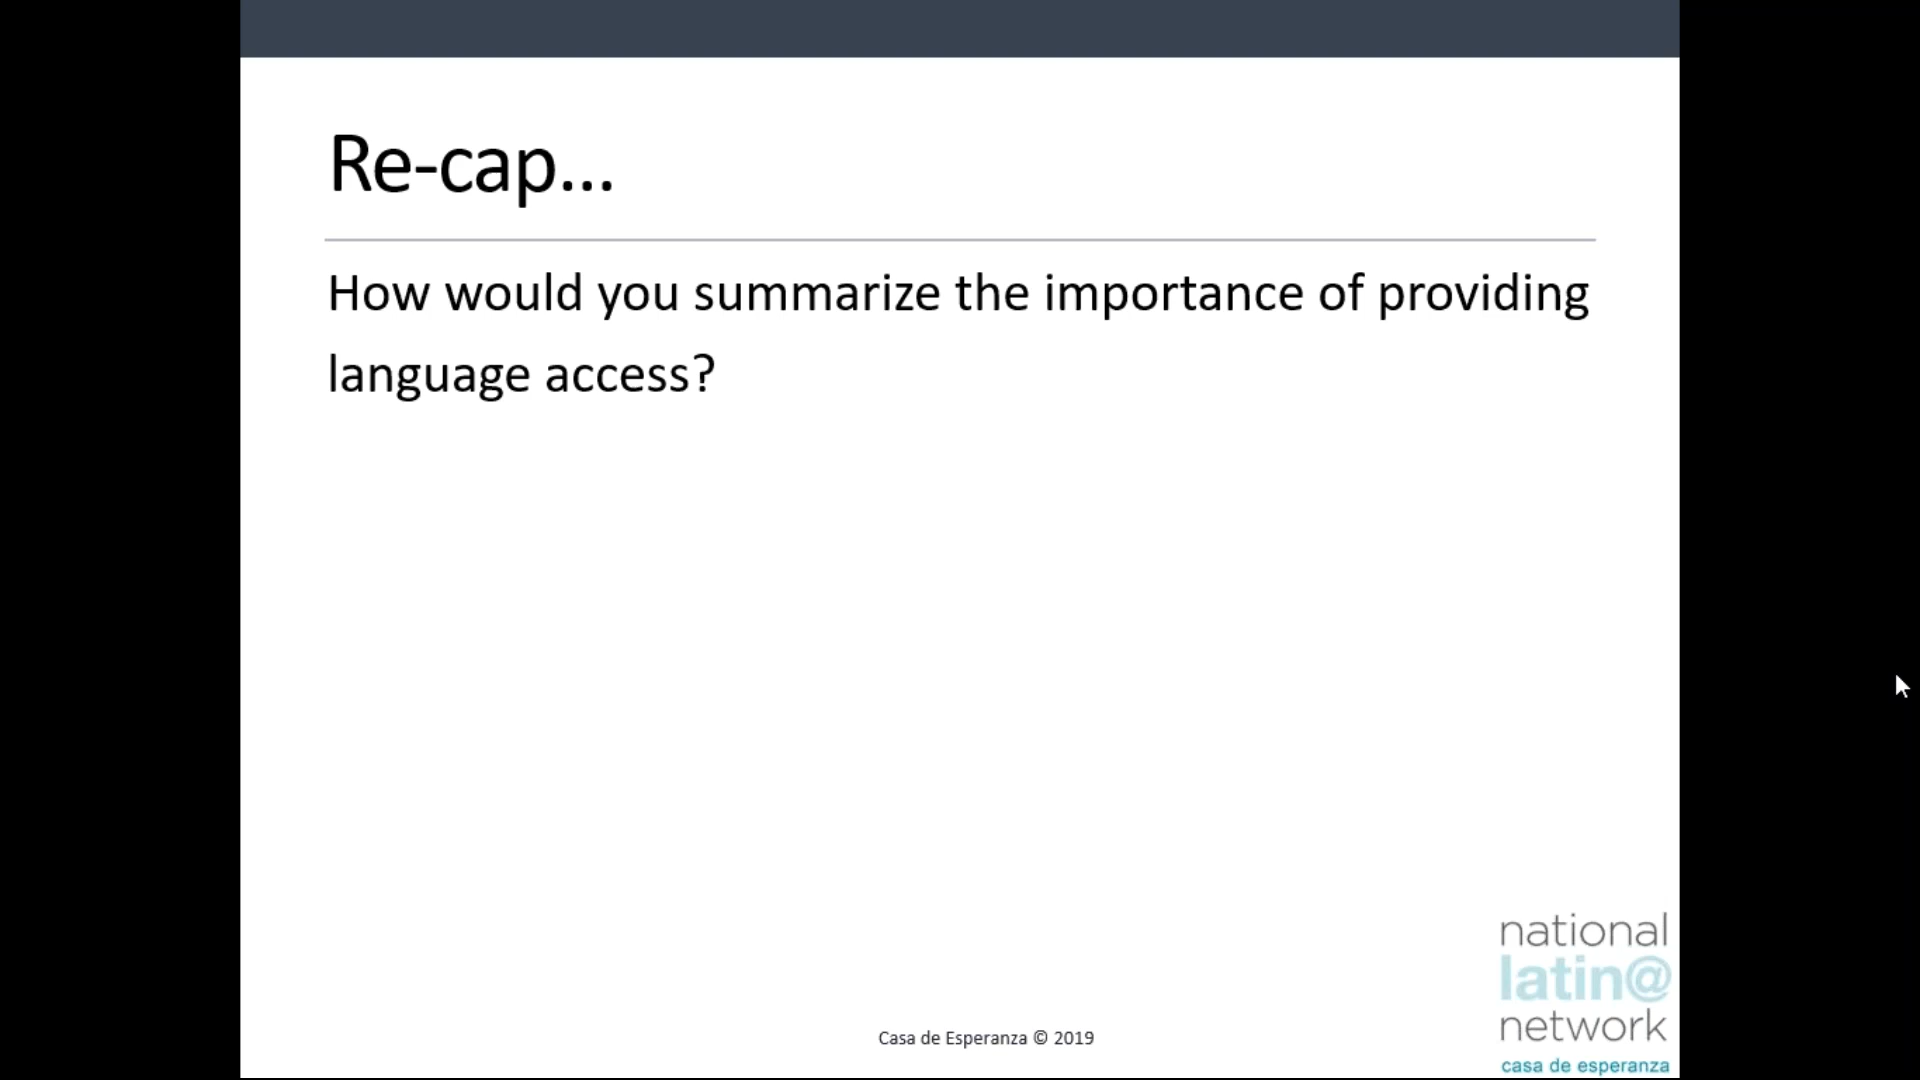 Re-cap...
How would you summarize the importance of providing
language access?
Casa de Esperanza © 2019
national
latin@
network
casa de esperanza